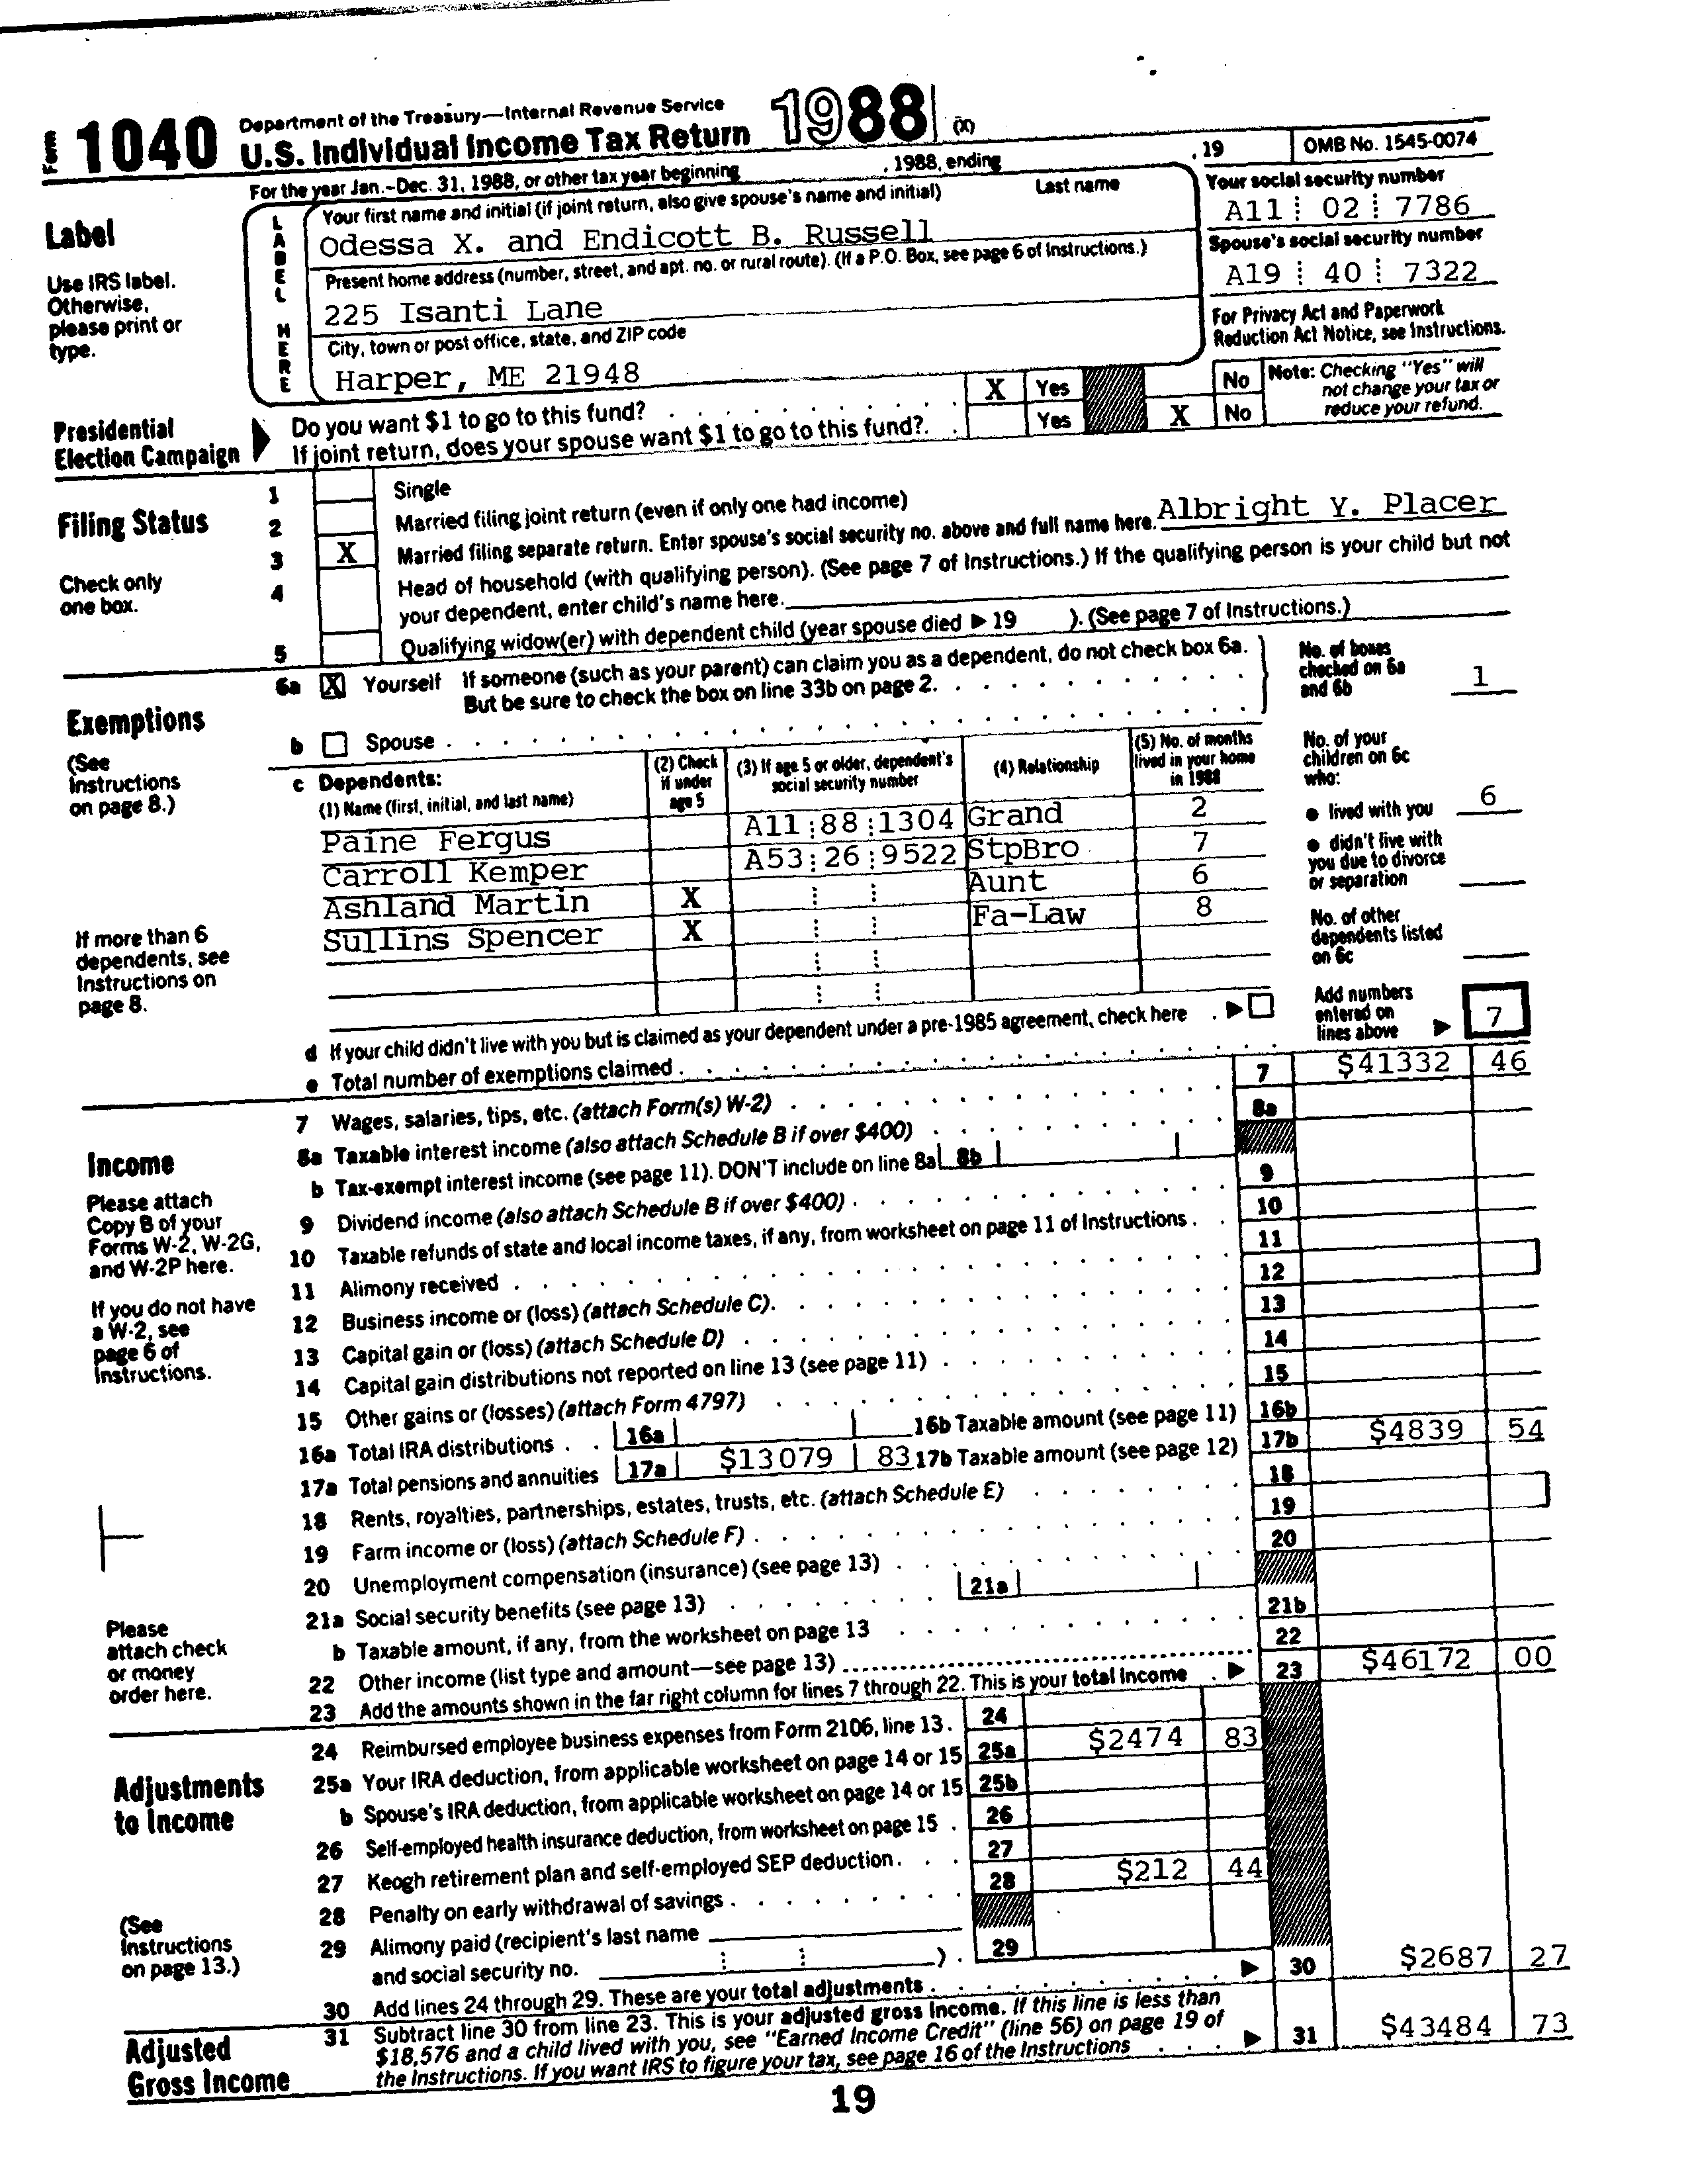 Form 1040 Department of the Treasury—Internal Revenue Service
U.S. Individual Income Tax Return 1988 (X)
For the year Jan.–Dec. 31, 1988, or other tax year beginning , 1988, ending , 19 OMB No. 1545-0074
Label
Use IRS label.
Otherwise,
please print or
type.
LABEL HERE
Your first name and initial (if joint return, also give spouse's name and initial) Last name
Odessa X. and Endicott B. Russell
Your social security number
A11 02 7786
Present home address (number, street, and apt. no. or rural route). (If a P.O. Box, see page 6 of Instructions.)
225 Isanti Lane
Spouse's social security number
A19 40 7322
City, town or post office, state, and ZIP code
Harper, ME 21948
For Privacy Act and Paperwork
Reduction Act Notice, see Instructions.
Presidential
Election Campaign
Do you want $1 to go to this fund? X Yes No
If joint return, does your spouse want $1 to go to this fund? Yes X No
Note: Checking "Yes" will
not change your tax or
reduce your refund.
Filing Status
Check only
one box.
1 Single
2 Married filing joint return (even if only one had income)
3 X Married filing separate return. Enter spouse's social security no. above and full name here. Albright Y. Placer
4 Head of household (with qualifying person). (See page 7 of Instructions.) If the qualifying person is your child but not
your dependent, enter child's name here.
5 Qualifying widow(er) with dependent child (year spouse died ▶ 19 ). (See page 7 of Instructions.)
Exemptions
(See
Instructions
on page 8.)
If more than 6
dependents, see
Instructions on
page 8.
6a X Yourself If someone (such as your parent) can claim you as a dependent, do not check box 6a.
But be sure to check the box on line 33b on page 2.
b Spouse
No. of boxes
checked on 6a
and 6b 1
c Dependents:
(1) Name (first, initial, and last name)
(2) Check
if under
age 5
(3) If age 5 or older, dependent's
social security number
(4) Relationship
(5) No. of months
lived in your home
in 1988
Paine Fergus A11 88 1304 Grand 2
Carroll Kemper A53 26 9522 StpBro 7
Ashland Martin X Aunt 6
Sullins Spencer X Fa-Law 8
No. of your
children on 6c
who:
● lived with you 6
● didn't live with
you due to divorce
or separation
No. of other
dependents listed
on 6c
Add numbers
entered on
lines above ▶ 7
d If your child didn't live with you but is claimed as your dependent under a pre-1985 agreement, check here ▶
e Total number of exemptions claimed
Income
Please attach
Copy B of your
Forms W-2, W-2G,
and W-2P here.
If you do not have
a W-2, see
page 6 of
Instructions.
Please
attach check
or money
order here.
7 Wages, salaries, tips, etc. (attach Form(s) W-2) 7 $41332 46
8a Taxable interest income (also attach Schedule B if over $400) 8a
b Tax-exempt interest income (see page 11). DON'T include on line 8a 8b
9 Dividend income (also attach Schedule B if over $400) 9
10 Taxable refunds of state and local income taxes, if any, from worksheet on page 11 of Instructions 10
11 Alimony received 11
12 Business income or (loss) (attach Schedule C) 12
13 Capital gain or (loss) (attach Schedule D) 13
14 Capital gain distributions not reported on line 13 (see page 11) 14
15 Other gains or (losses) (attach Form 4797) 15
16a Total IRA distributions 16a 16b Taxable amount (see page 11) 16b
17a Total pensions and annuities 17a $13079 83 17b Taxable amount (see page 12) 17b $4839 54
18 Rents, royalties, partnerships, estates, trusts, etc. (attach Schedule E) 18
19 Farm income or (loss) (attach Schedule F) 19
20 Unemployment compensation (insurance) (see page 13) 20
21a Social security benefits (see page 13) 21a
b Taxable amount, if any, from the worksheet on page 13 21b
22 Other income (list type and amount—see page 13) 22
23 Add the amounts shown in the far right column for lines 7 through 22. This is your total income ▶ 23 $46172 00
Adjustments
to Income
(See
Instructions
on page 13.)
24 Reimbursed employee business expenses from Form 2106, line 13. 24
25a Your IRA deduction, from applicable worksheet on page 14 or 15 25a $2474 83
b Spouse's IRA deduction, from applicable worksheet on page 14 or 15 25b
26 Self-employed health insurance deduction, from worksheet on page 15 26
27 Keogh retirement plan and self-employed SEP deduction 27
28 Penalty on early withdrawal of savings 28 $212 44
29 Alimony paid (recipient's last name
and social security no. ) 29
30 Add lines 24 through 29. These are your total adjustments ▶ 30 $2687 27
Adjusted
Gross Income
31 Subtract line 30 from line 23. This is your adjusted gross income. If this line is less than
$18,576 and a child lived with you, see "Earned Income Credit" (line 56) on page 19 of
the Instructions. If you want IRS to figure your tax, see page 16 of the Instructions ▶ 31 $43484 73
19